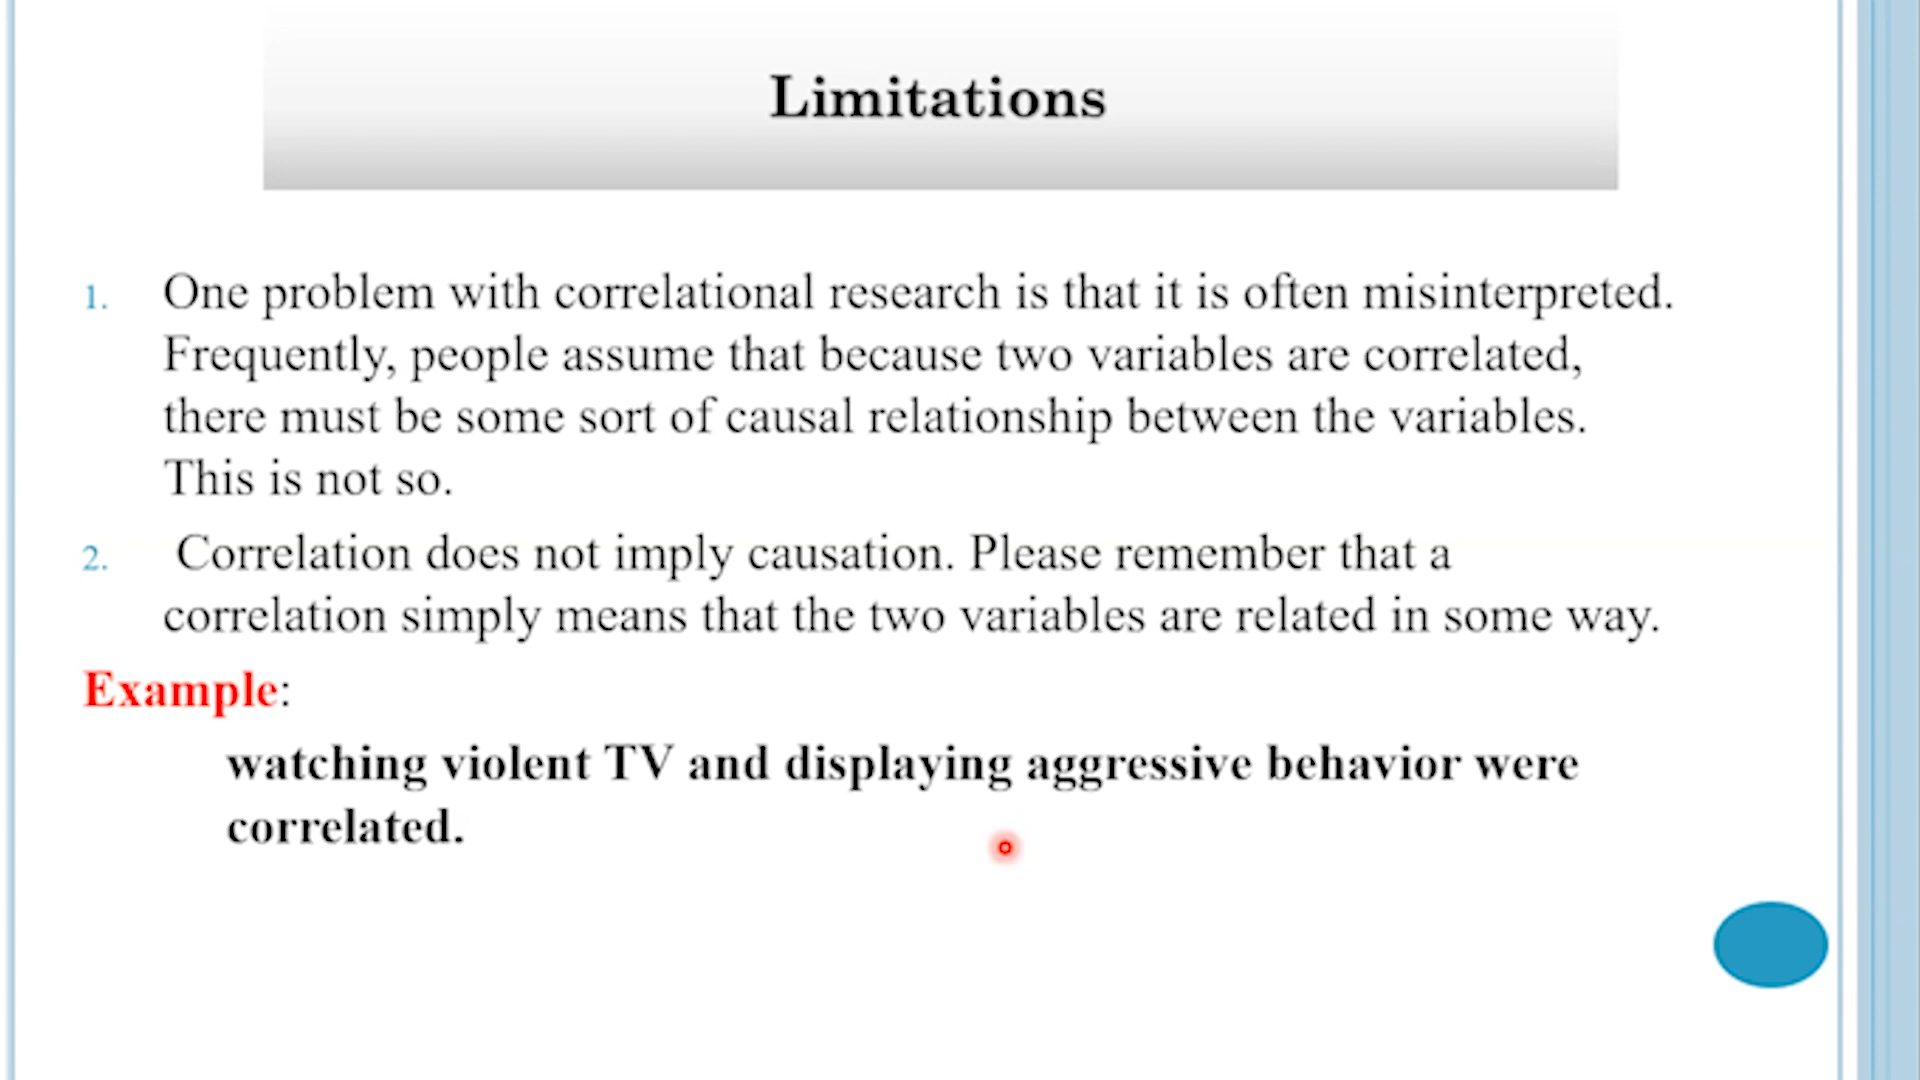 Limitations
1. One problem with correlational research is that it is often misinterpreted.
Frequently, people assume that because two variables are correlated,
there must be some sort of causal relationship between the variables.
This is not so.
2. Correlation does not imply causation. Please remember that a
correlation simply means that the two variables are related in some way.
Example:
watching violent TV and displaying aggressive behavior were
correlated.